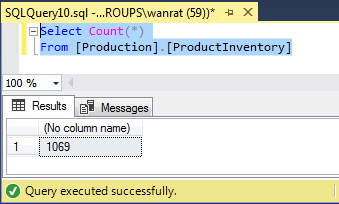 SQLQuery10.sql -...ROUPS\wanrat (59))*
Select Count(*)
From [Production].[ProductInventory]
100 %
Results Messages
(No column name)
1 1069
Query executed successfully.